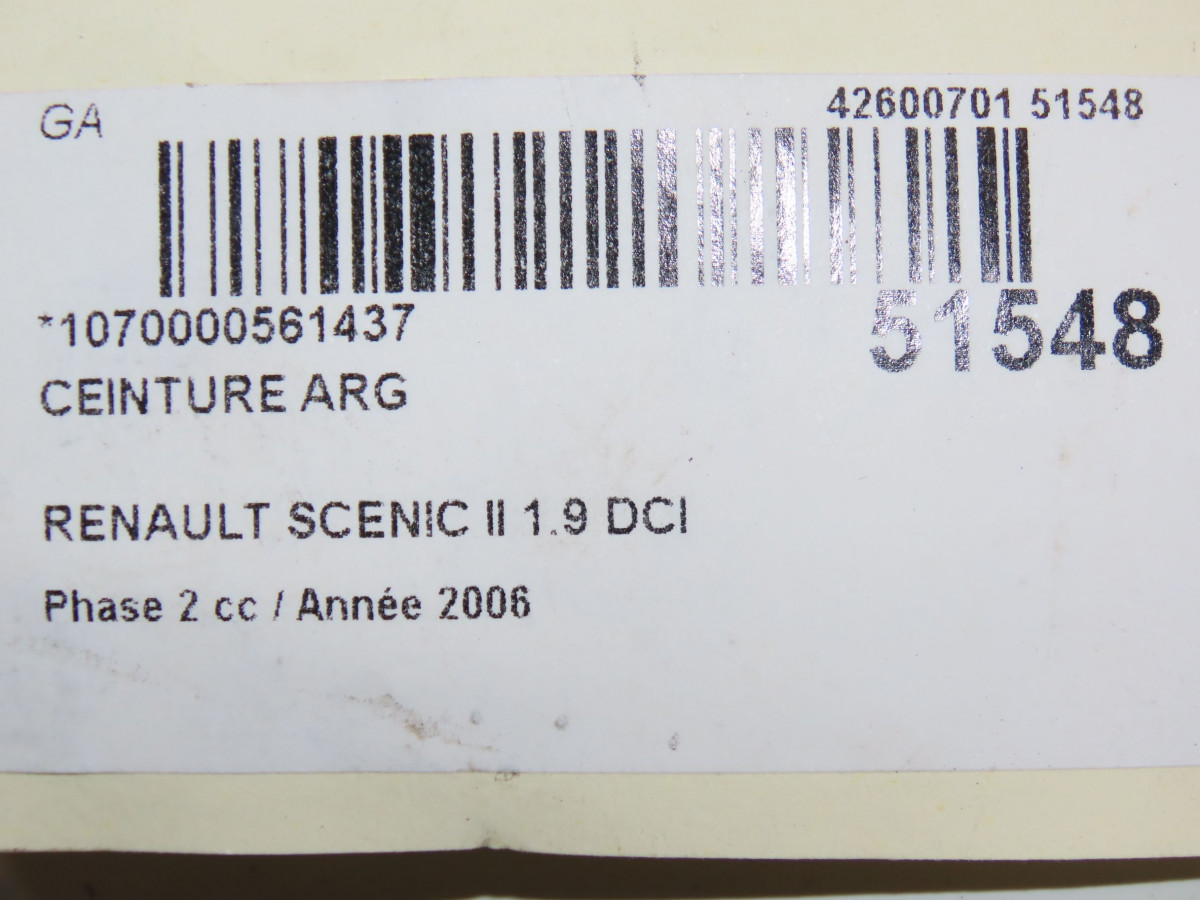 GA
42600701 51548
*1070000561437
51548
CEINTURE ARG
RENAULT SCENIC II 1.9 DCI
Phase 2 cc / Année 2006